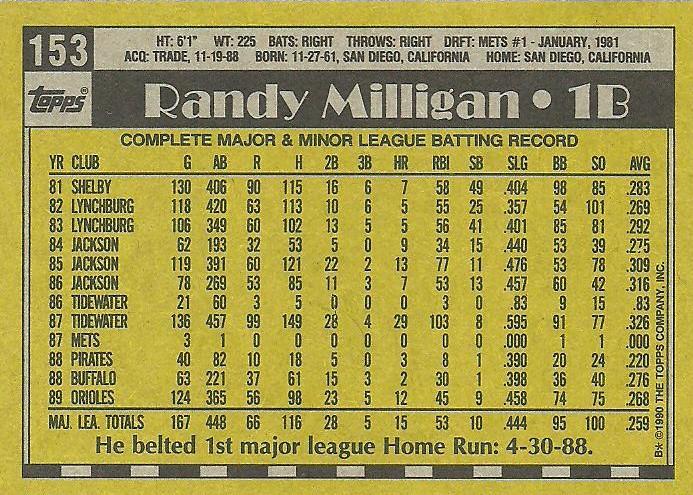 153
HT: 6'1" WT: 225 BATS: RIGHT THROWS: RIGHT DRFT: METS #1 - JANUARY, 1981
ACQ: TRADE, 11-19-88 BORN: 11-27-61, SAN DIEGO, CALIFORNIA HOME: SAN DIEGO, CALIFORNIA
Topps®
Randy Milligan • 1B
COMPLETE MAJOR & MINOR LEAGUE BATTING RECORD
YR CLUB G AB R H 2B 3B HR RBI SB SLG BB SO AVG
81 SHELBY 130 406 90 115 16 6 7 58 49 .404 98 85 .283
82 LYNCHBURG 118 420 63 113 10 6 5 55 25 .357 54 101 .269
83 LYNCHBURG 106 349 60 102 13 5 5 56 41 .401 85 81 .292
84 JACKSON 62 193 32 53 5 0 9 34 15 .440 53 39 .275
85 JACKSON 119 391 60 121 22 2 13 77 11 .476 53 78 .309
86 JACKSON 78 269 53 85 11 3 7 53 13 .457 60 42 .316
86 TIDEWATER 21 60 3 5 0 0 0 3 0 .83 9 15 .83
87 TIDEWATER 136 457 99 149 28 4 29 103 8 .595 91 77 .326
87 METS 3 1 0 0 0 0 0 0 0 .000 1 1 .000
88 PIRATES 40 82 10 18 5 0 3 8 1 .390 20 24 .220
88 BUFFALO 63 221 37 61 15 3 2 30 1 .398 36 40 .276
89 ORIOLES 124 365 56 98 23 5 12 45 9 .458 74 75 .268
MAJ. LEA. TOTALS 167 448 66 116 28 5 15 53 10 .444 95 100 .259
He belted 1st major league Home Run: 4-30-88.
B* ©1990 THE TOPPS COMPANY, INC.